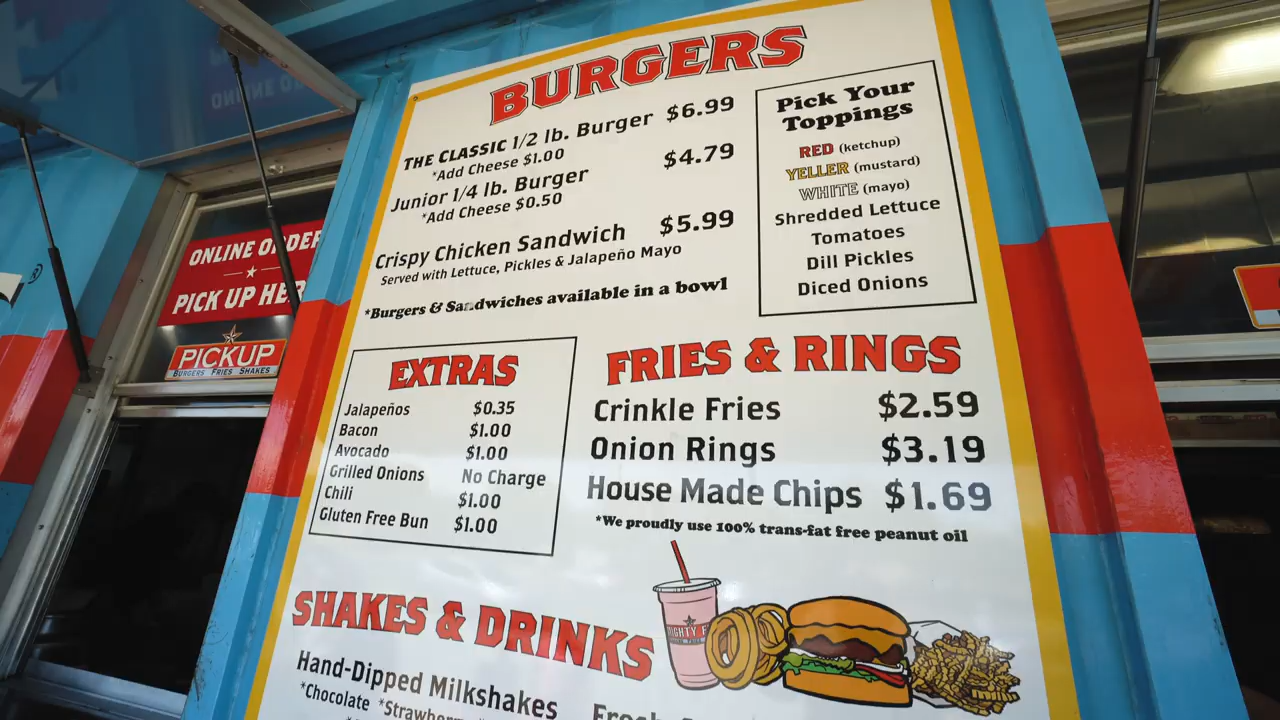 BURGERS
THE CLASSIC 1/2 lb. Burger $6.99
*Add Cheese $1.00
Junior 1/4 lb. Burger $4.79
*Add Cheese $0.50
Crispy Chicken Sandwich $5.99
Served with Lettuce, Pickles & Jalapeño Mayo
*Burgers & Sandwiches available in a bowl
Pick Your
Toppings
RED (ketchup)
YELLER (mustard)
WHITE (mayo)
Shredded Lettuce
Tomatoes
Dill Pickles
Diced Onions
EXTRAS
Jalapeños $0.35
Bacon $1.00
Avocado $1.00
Grilled Onions No Charge
Chili $1.00
Gluten Free Bun $1.00
FRIES & RINGS
Crinkle Fries $2.59
Onion Rings $3.19
House Made Chips $1.69
*We proudly use 100% trans-fat free peanut oil
SHAKES & DRINKS
Hand-Dipped Milkshakes
*Chocolate
ONLINE ORDER
PICK UP HERE
PICKUP
BURGERS FRIES SHAKES